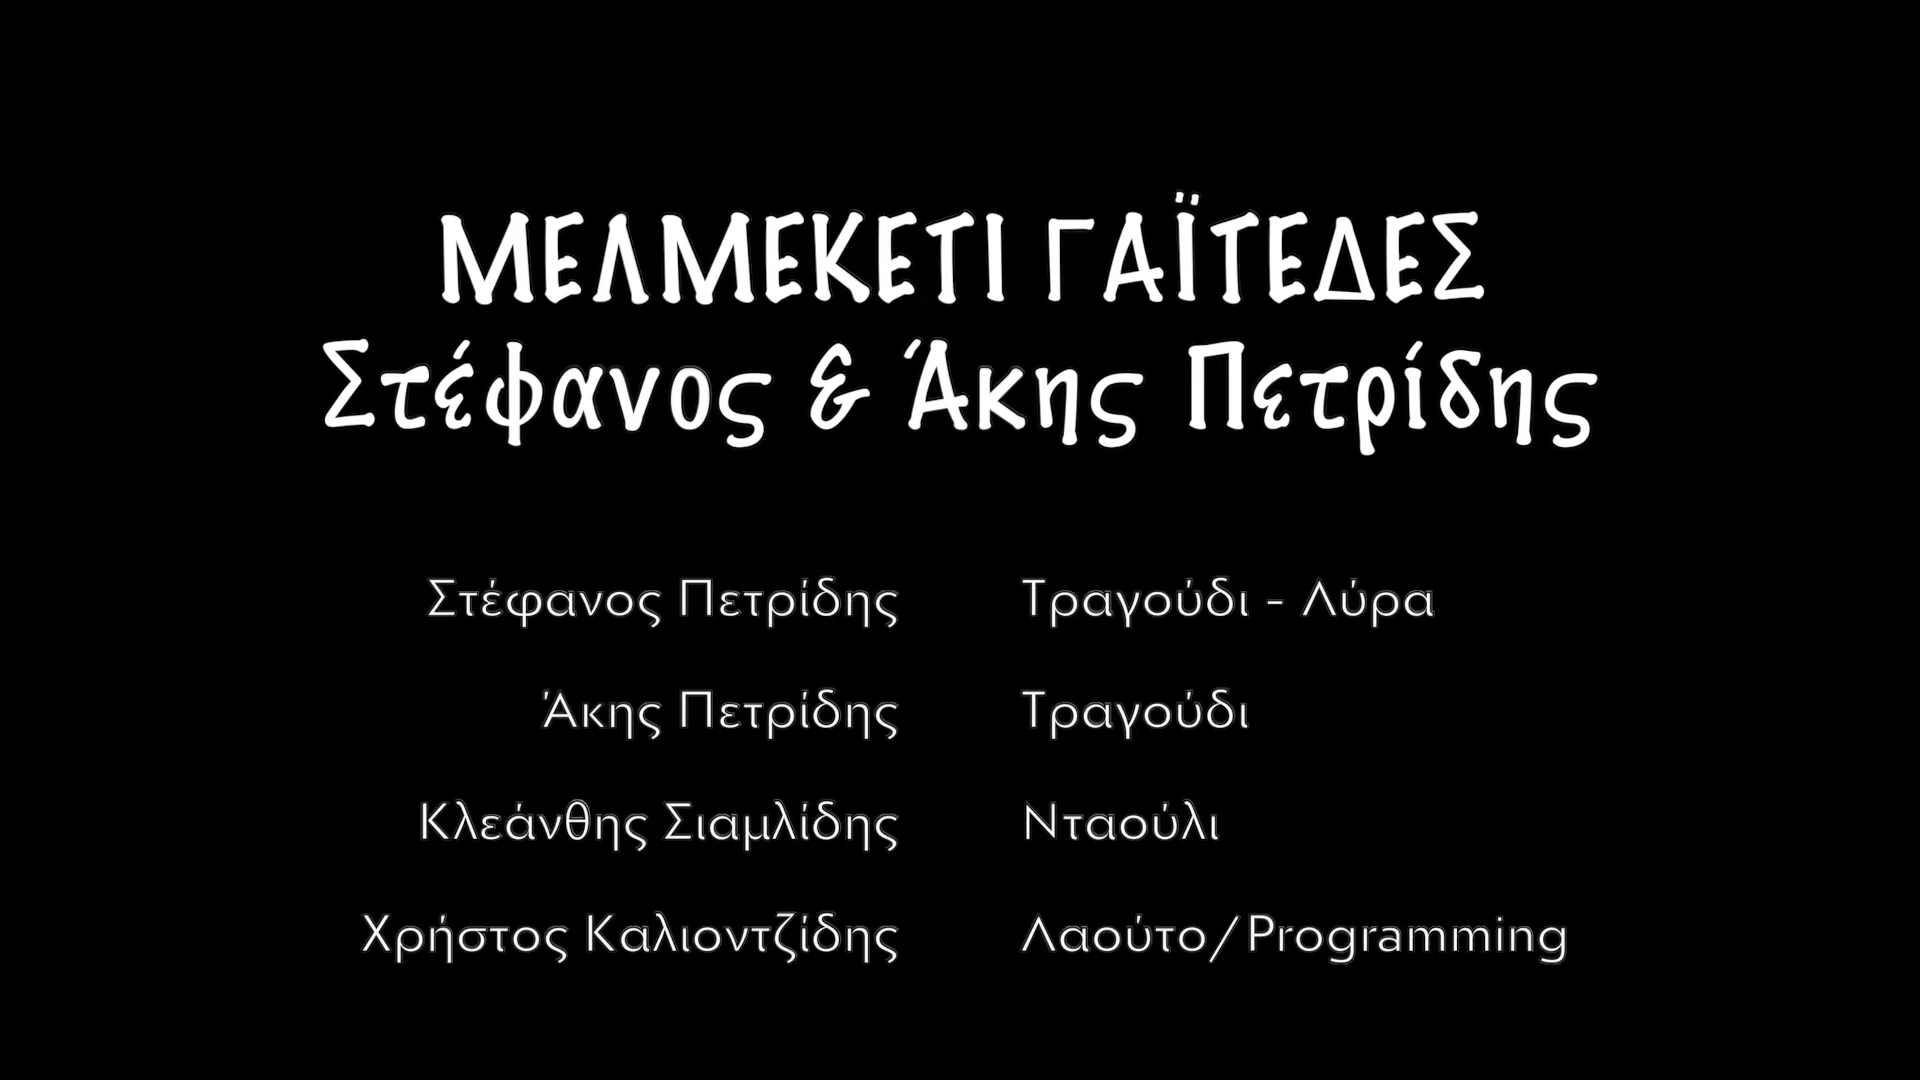 ΜΕΛΜΕΚΕΤΙ ΓΑΪΤΕΔΕΣ
Στέφανος & Άκης Πετρίδης
Στέφανος Πετρίδης Τραγούδι - Λύρα
Άκης Πετρίδης Τραγούδι
Κλεάνθης Σιαμλίδης Νταούλι
Χρήστος Καλιοντζίδης Λαούτο/Programming